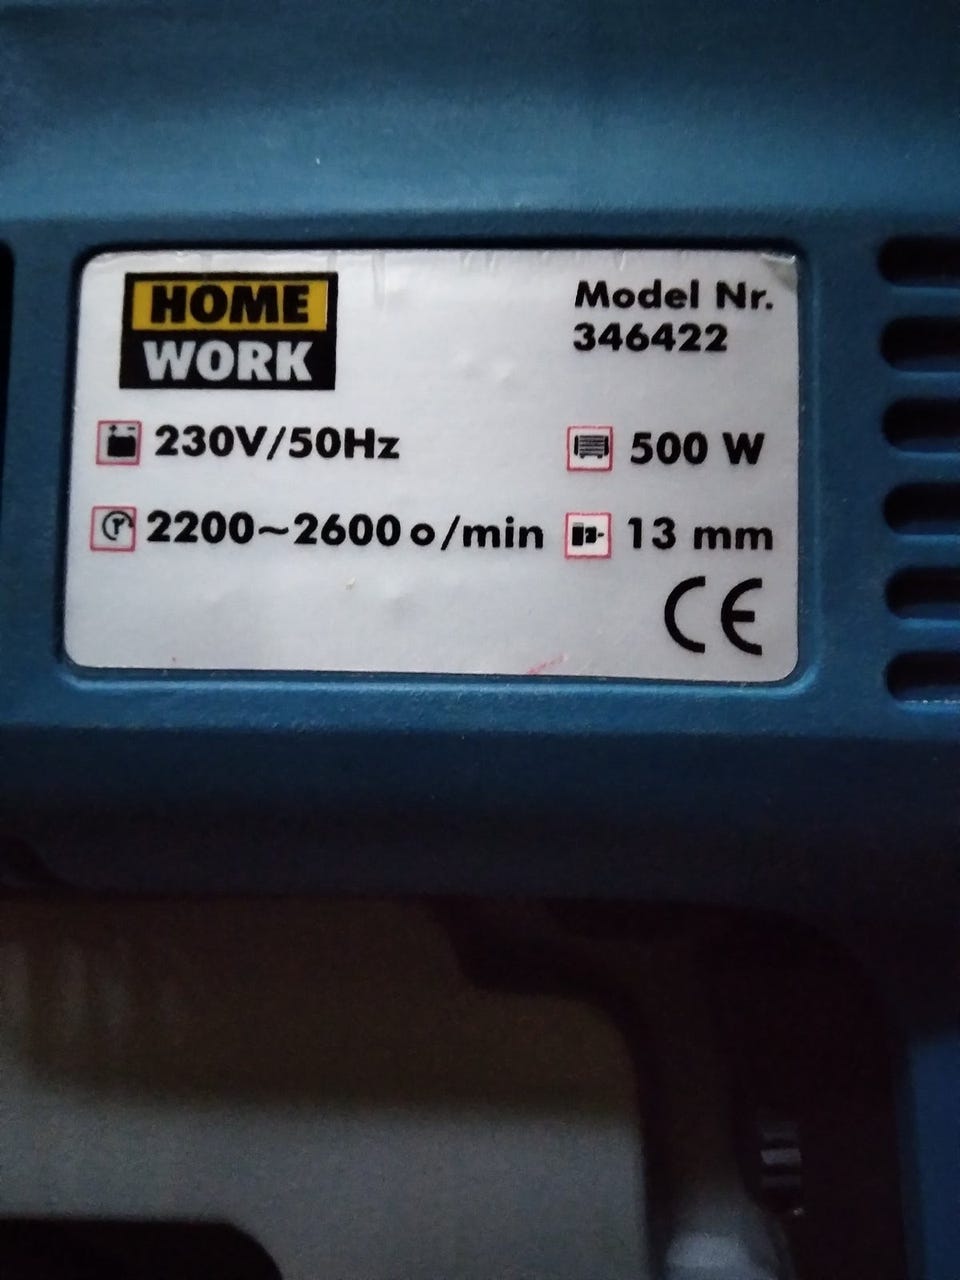 HOME
WORK
Model Nr.
346422
230V/50Hz
500 W
2200~2600 o/min
13 mm
CE